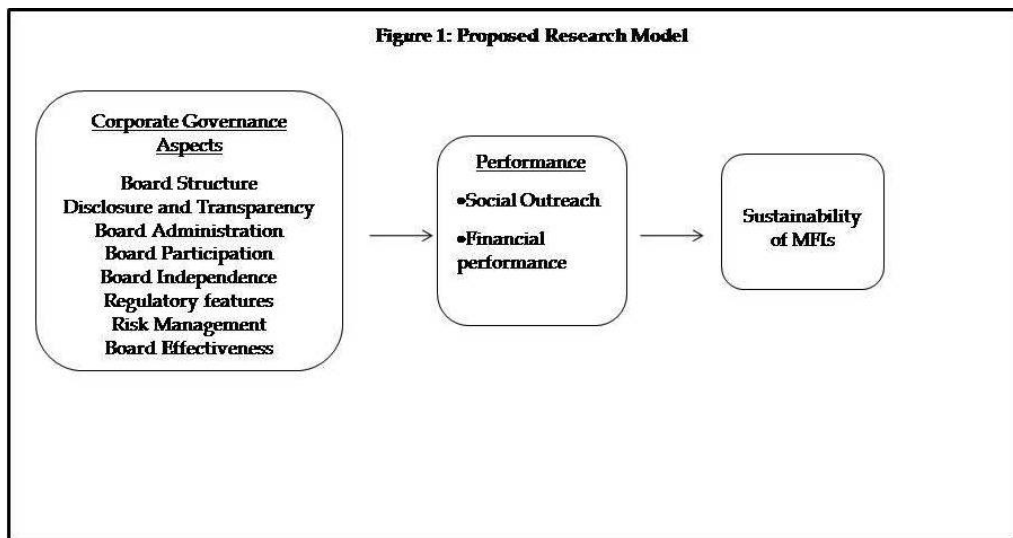 Figure 1: Proposed Research Model
Corporate Governance
Aspects
Board Structure
Disclosure and Transparency
Board Administration
Board Participation
Board Independence
Regulatory features
Risk Management
Board Effectiveness
Performance
•Social Outreach
•Financial
performance
Sustainability
of MFIs